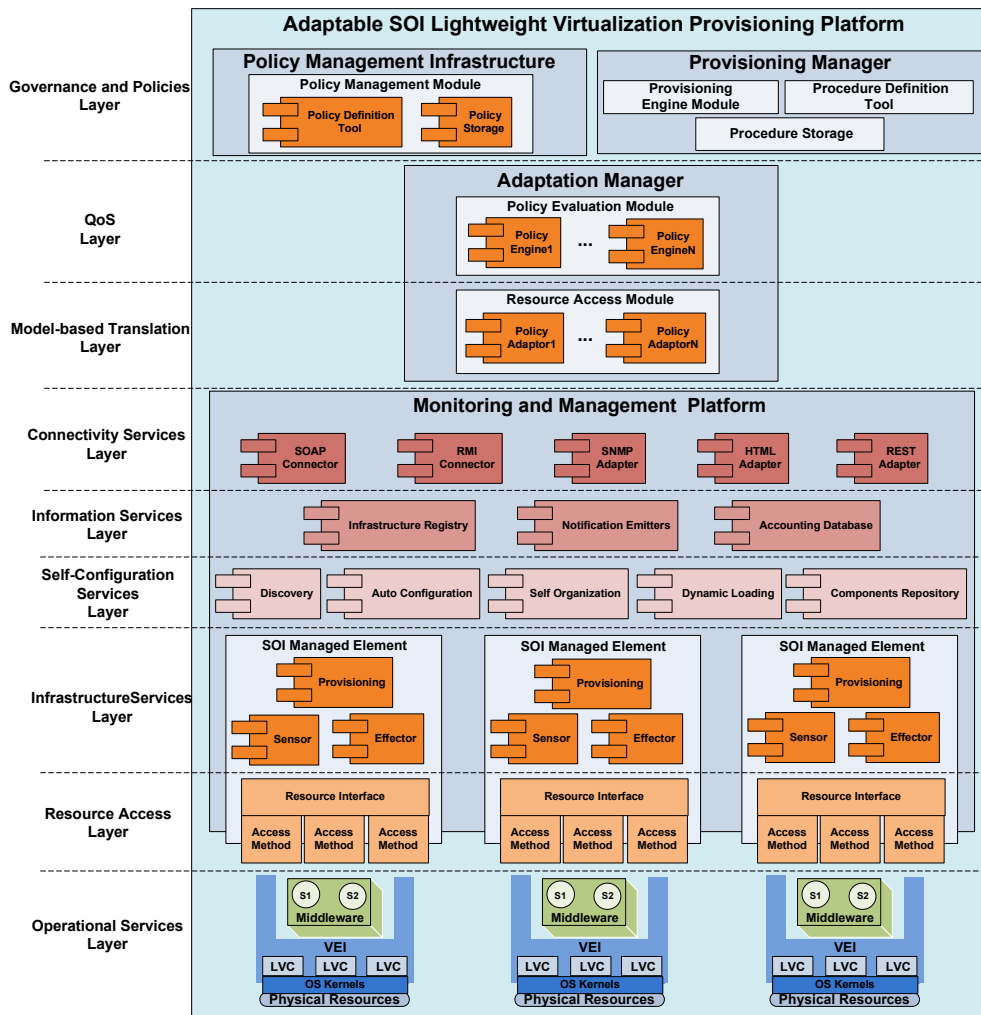 Adaptable SOI Lightweight Virtualization Provisioning Platform
Governance and Policies
Layer
Policy Management Infrastructure
Policy Management Module
Policy Definition
Tool
Policy
Storage
Provisioning Manager
Provisioning
Engine Module
Procedure Definition
Tool
Procedure Storage
QoS
Layer
Adaptation Manager
Policy Evaluation Module
Policy
Engine1
...
Policy
EngineN
Model-based Translation
Layer
Resource Access Module
Policy
Adaptor1
...
Policy
AdaptorN
Connectivity Services
Layer
Monitoring and Management Platform
SOAP
Connector
RMI
Connector
SNMP
Adapter
HTML
Adapter
REST
Adapter
Information Services
Layer
Infrastructure Registry
Notification Emitters
Accounting Database
Self-Configuration
Services
Layer
Discovery
Auto Configuration
Self Organization
Dynamic Loading
Components Repository
InfrastructureServices
Layer
SOI Managed Element
Provisioning
Sensor
Effector
SOI Managed Element
Provisioning
Sensor
Effector
SOI Managed Element
Provisioning
Sensor
Effector
Resource Access
Layer
Resource Interface
Access
Method
Access
Method
Access
Method
Resource Interface
Access
Method
Access
Method
Access
Method
Resource Interface
Access
Method
Access
Method
Access
Method
Operational Services
Layer
S1
S2
Middleware
VEI
LVC
LVC
LVC
OS Kernels
Physical Resources
S1
S2
Middleware
VEI
LVC
LVC
LVC
OS Kernels
Physical Resources
S1
S2
Middleware
VEI
LVC
LVC
LVC
OS Kernels
Physical Resources